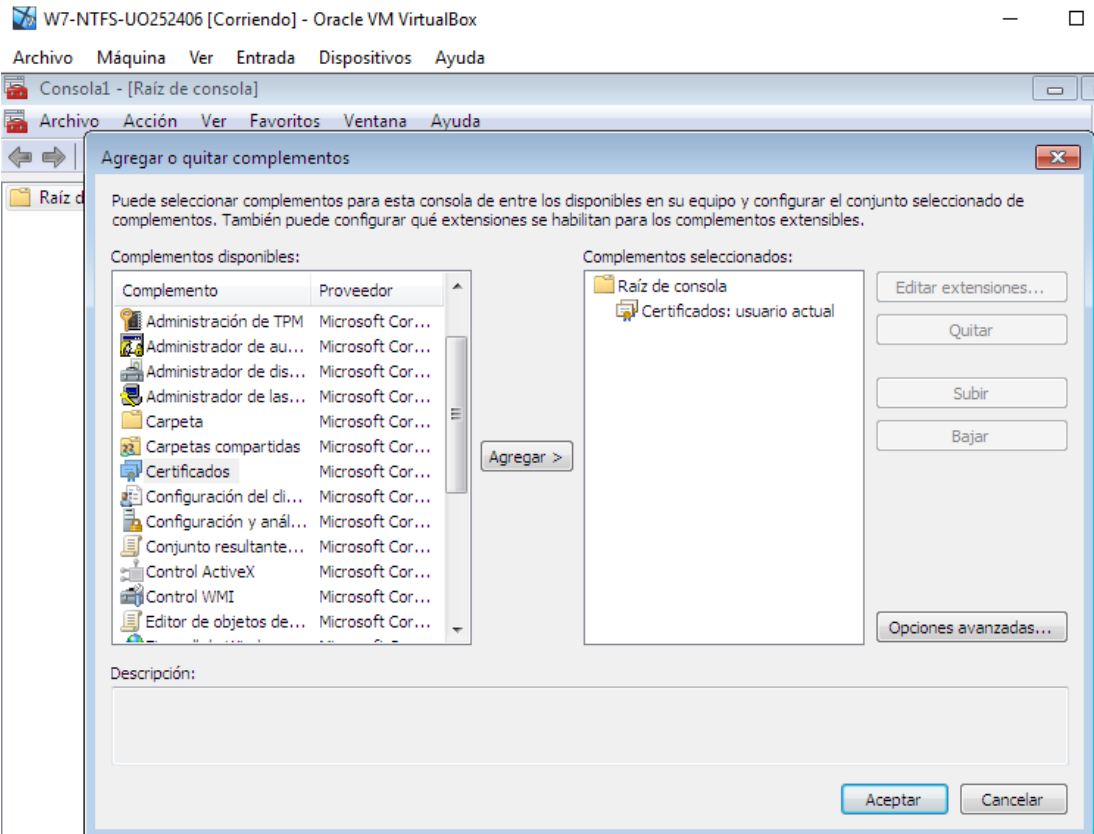 W7-NTFS-UO252406 [Corriendo] - Oracle VM VirtualBox
Archivo Máquina Ver Entrada Dispositivos Ayuda
Consola1 - [Raíz de consola]
Archivo Acción Ver Favoritos Ventana Ayuda
Agregar o quitar complementos
Raíz d
Puede seleccionar complementos para esta consola de entre los disponibles en su equipo y configurar el conjunto seleccionado de
complementos. También puede configurar qué extensiones se habilitan para los complementos extensibles.
Complementos disponibles:
Complemento Proveedor
Administración de TPM Microsoft Cor...
Administrador de au... Microsoft Cor...
Administrador de dis... Microsoft Cor...
Administrador de las... Microsoft Cor...
Carpeta Microsoft Cor...
Carpetas compartidas Microsoft Cor...
Certificados Microsoft Cor...
Configuración del cli... Microsoft Cor...
Configuración y anál... Microsoft Cor...
Conjunto resultante... Microsoft Cor...
Control ActiveX Microsoft Cor...
Control WMI Microsoft Cor...
Editor de objetos de... Microsoft Cor...
Agregar >
Complementos seleccionados:
Raíz de consola
Certificados: usuario actual
Editar extensiones...
Quitar
Subir
Bajar
Opciones avanzadas...
Descripción:
Aceptar Cancelar